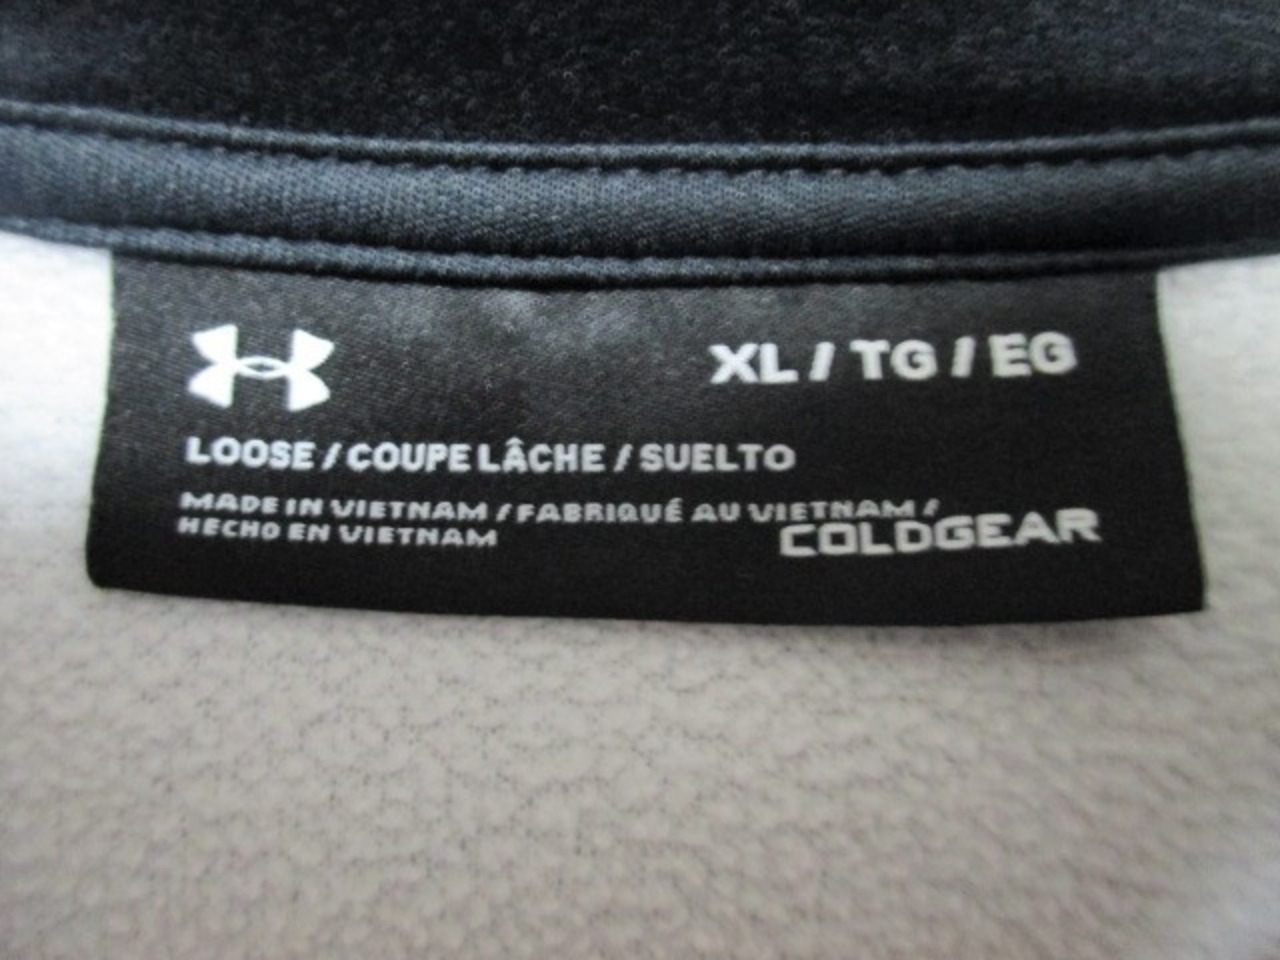 XL / TG / EG
LOOSE / COUPE LÂCHE / SUELTO
MADE IN VIETNAM / FABRIQUÉ AU VIETNAM /
HECHO EN VIETNAM
COLDGEAR